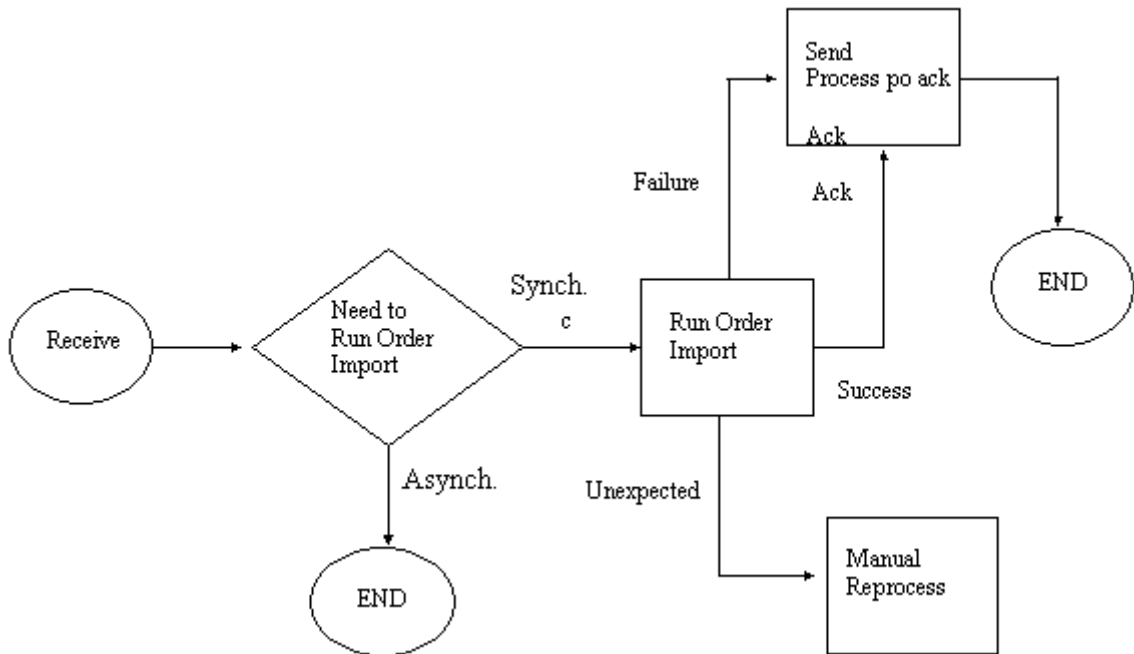 Send
Process po ack
Ack
Failure
Ack
END
Synch.
c
Need to
Run Order
Import
Receive
Run Order
Import
Success
Asynch.
Unexpected
Manual
Reprocess
END